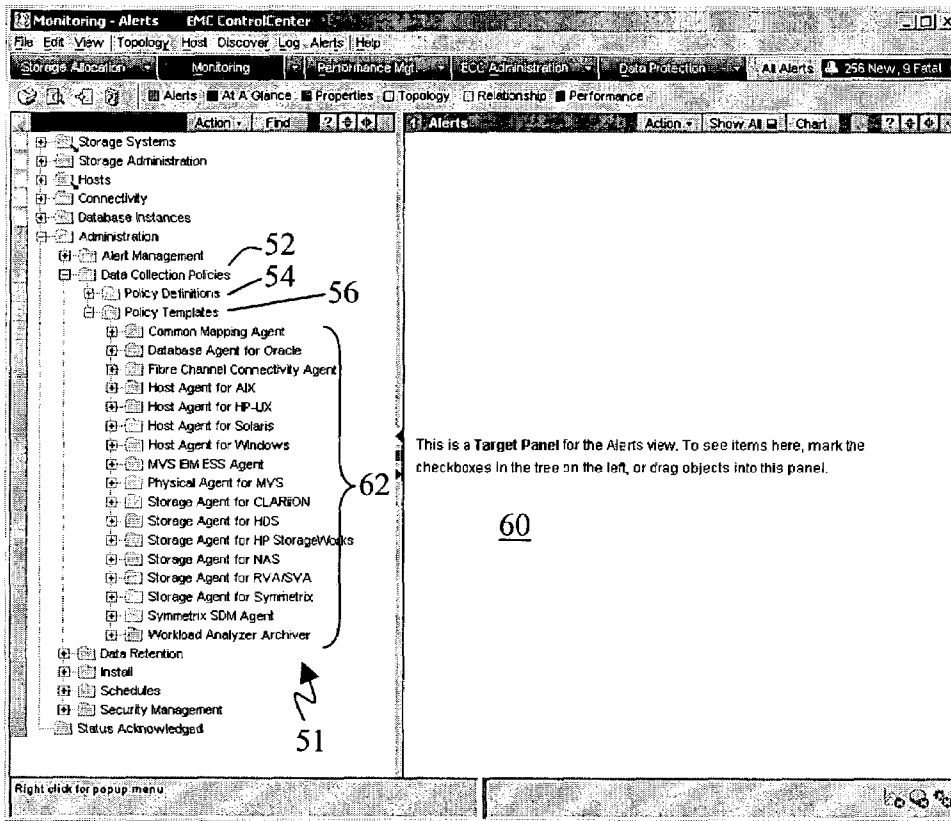 Monitoring - Alerts EMC ControlCenter
File Edit View Topology Host Discover Log Alerts Help
Storage Allocation Monitoring Performance Mgt. ECC Administration Data Protection All Alerts 256 New, 9 Fatal
Alerts At A Glance Properties Topology Relationship Performance
Action Find ? Alerts Action Show All Chart ?
Storage Systems
Storage Administration
Hosts
Connectivity
Database Instances
Administration
Alert Management 52
Data Collection Policies 54
Policy Definitions 56
Policy Templates
Common Mapping Agent
Database Agent for Oracle
Fibre Channel Connectivity Agent
Host Agent for AIX
Host Agent for HP-UX
Host Agent for Solaris
Host Agent for Windows
MVS IBM ESS Agent
Physical Agent for MVS
Storage Agent for CLARiiON
Storage Agent for HDS
Storage Agent for HP StorageWorks
Storage Agent for NAS
Storage Agent for RVA/SVA
Storage Agent for Symmetrix
Symmetrix SDM Agent
Workload Analyzer Archiver
62
Data Retention
Install
Schedules
Security Management
Status Acknowledged
51
This is a Target Panel for the Alerts view. To see items here, mark the
checkboxes in the tree on the left, or drag objects into this panel.
60
Right click for popup menu